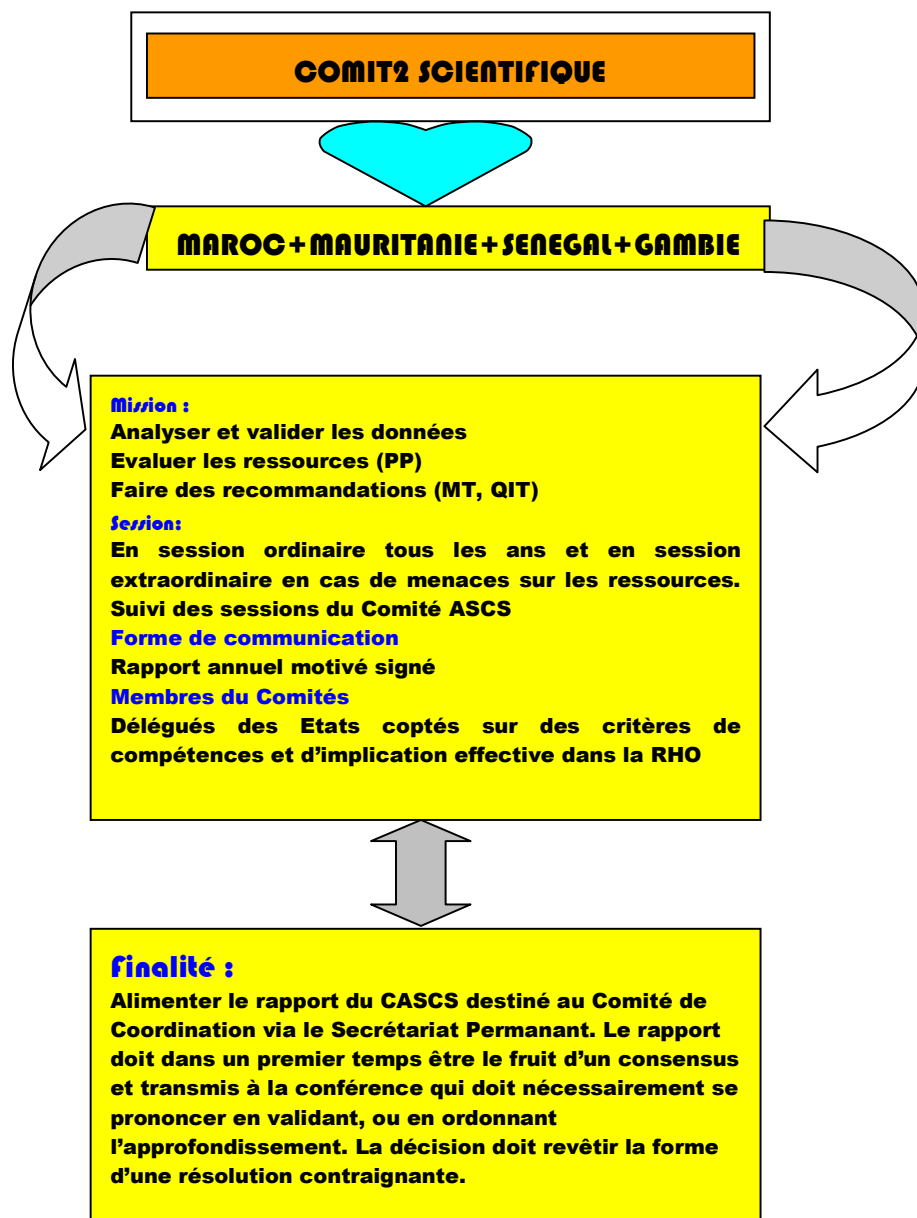 COMIT2 SCIENTIFIQUE
MAROC+MAURITANIE+SENEGAL+GAMBIE
Mission :
Analyser et valider les données
Evaluer les ressources (PP)
Faire des recommandations (MT, QIT)
Session:
En session ordinaire tous les ans et en session
extraordinaire en cas de menaces sur les ressources.
Suivi des sessions du Comité ASCS
Forme de communication
Rapport annuel motivé signé
Membres du Comités
Délégués des Etats coptés sur des critères de
compétences et d'implication effective dans la RHO
Finalité :
Alimenter le rapport du CASCS destiné au Comité de
Coordination via le Secrétariat Permanant. Le rapport
doit dans un premier temps être le fruit d'un consensus
et transmis à la conférence qui doit nécessairement se
prononcer en validant, ou en ordonnant
l'approfondissement. La décision doit revêtir la forme
d'une résolution contraignante.